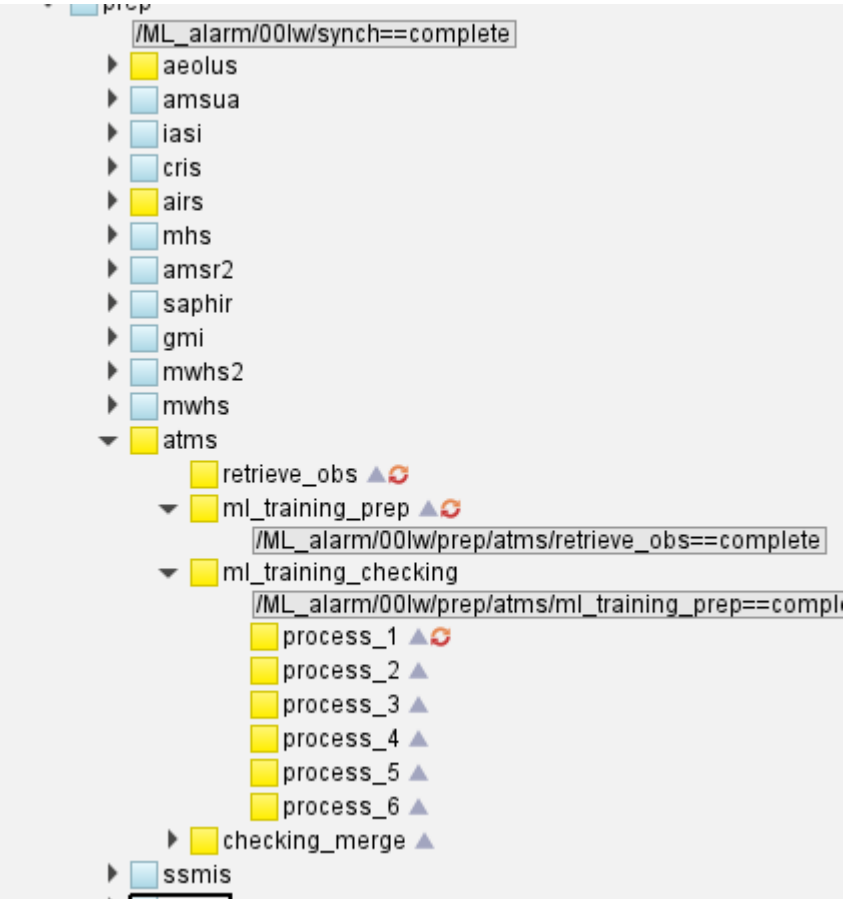 prep
/ML_alarm/00lw/synch==complete
aeolus
amsua
iasi
cris
airs
mhs
amsr2
saphir
gmi
mwhs2
mwhs
atms
retrieve_obs
ml_training_prep
/ML_alarm/00lw/prep/atms/retrieve_obs==complete
ml_training_checking
/ML_alarm/00lw/prep/atms/ml_training_prep==comple
process_1
process_2
process_3
process_4
process_5
process_6
checking_merge
ssmis